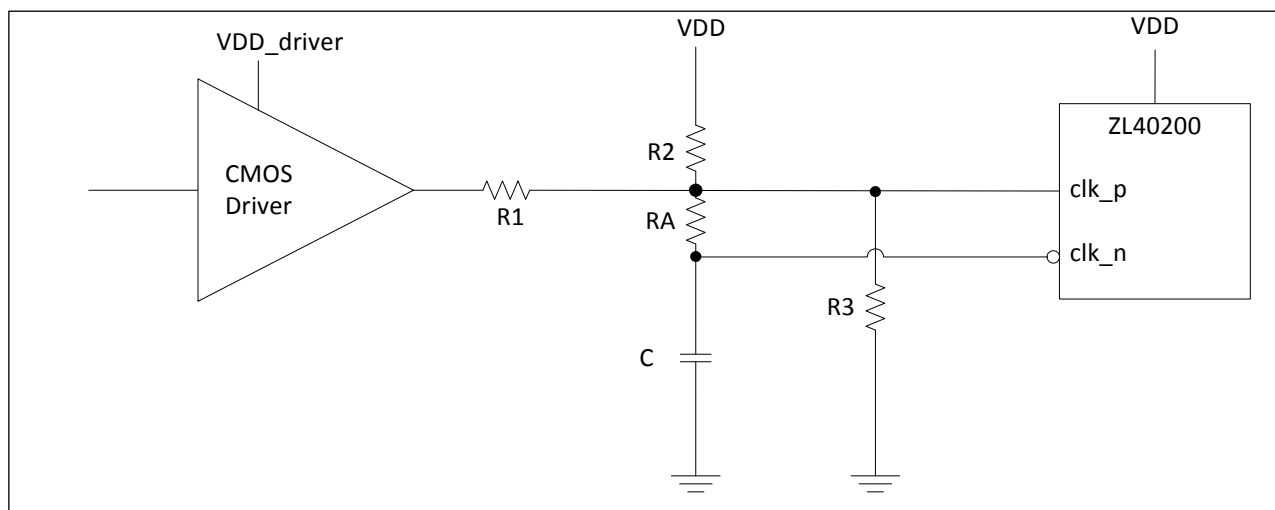 VDD_driver
VDD
VDD
ZL40200
R2
CMOS
Driver
clk_p
R1
RA
clk_n
R3
C